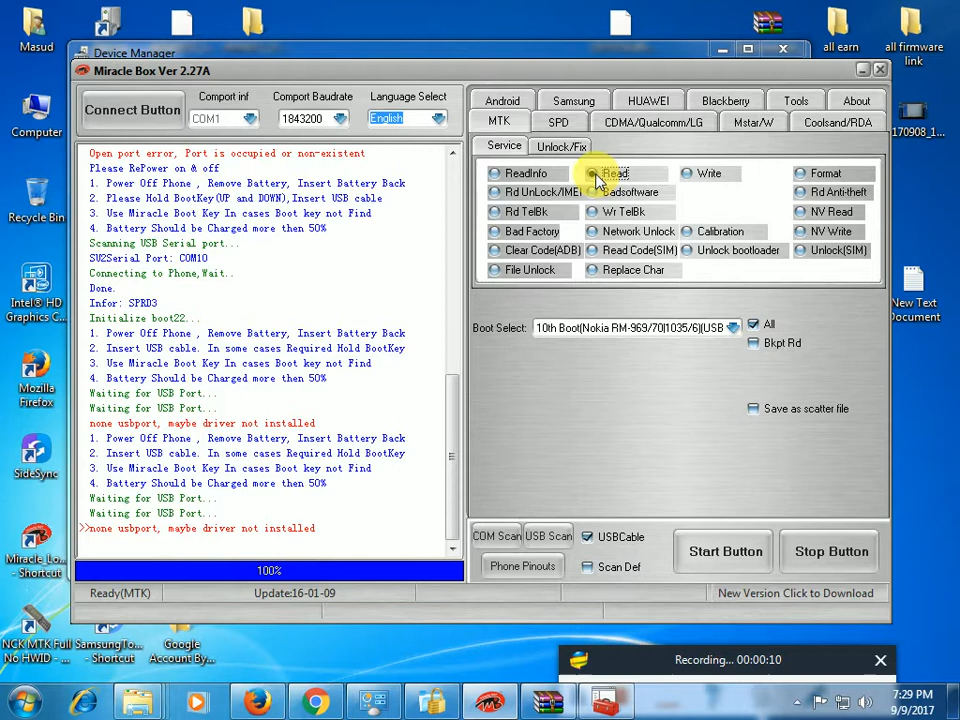 Masud
all earn
all firmware
link
Device Manager
Miracle Box Ver 2.27A
Connect Button
Comport inf
Comport Baudrate
Language Select
COM1
1843200
English
Android
Samsung
HUAWEI
Blackberry
Tools
About
MTK
SPD
CDMA/Qualcomm/LG
Mstar/W
Coolsand/RDA
Service
Unlock/Fix
ReadInfo
Read
Write
Format
Rd UnLock/IMEI
Badsoftware
Rd Anti-theft
Rd TelBk
Wr TelBk
NV Read
Bad Factory
Network Unlock
Calibration
NV Write
Clear Code(ADB)
Read Code(SIM)
Unlock bootloader
Unlock(SIM)
File Unlock
Replace Char
Boot Select:
10th Boot(Nokia RM-969/70|1035/6)(USB
All
Bkpt Rd
Save as scatter file
Open port error, Port is occupied or non-existent
Please RePower on & off
1. Power Off Phone , Remove Battery, Insert Battery Back
2. Please Hold BootKey(UP and DOWN),Insert USB cable
3. Use Miracle Boot Key In cases Boot key not Find
4. Battery Should be Charged more then 50%
Scanning USB Serial port...
SU2Serial Port: COM10
Connecting to Phone,Wait..
Done.
Infor: SPRD3
Initialize boot22...
1. Power Off Phone , Remove Battery, Insert Battery Back
2. Insert USB cable. In some cases Required Hold BootKey
3. Use Miracle Boot Key In cases Boot key not Find
4. Battery Should be Charged more then 50%
Waiting for USB Port...
Waiting for USB Port...
none usbport, maybe driver not installed
1. Power Off Phone , Remove Battery, Insert Battery Back
2. Insert USB cable. In some cases Required Hold BootKey
3. Use Miracle Boot Key In cases Boot key not Find
4. Battery Should be Charged more then 50%
Waiting for USB Port...
Waiting for USB Port...
>>none usbport, maybe driver not installed
100%
COM Scan
USB Scan
USBCable
Phone Pinouts
Scan Def
Start Button
Stop Button
Ready(MTK)
Update:16-01-09
New Version Click to Download
Computer
170908_1...
Recycle Bin
Intel® HD
Graphics C...
New Text
Document
Mozilla
Firefox
SideSync
Miracle_Lo...
- Shortcut
NCK MTK Full
No HWID - ...
SamsungTo...
- Shortcut
Google
Account By...
Recording... 00:00:10
7:29 PM
9/9/2017